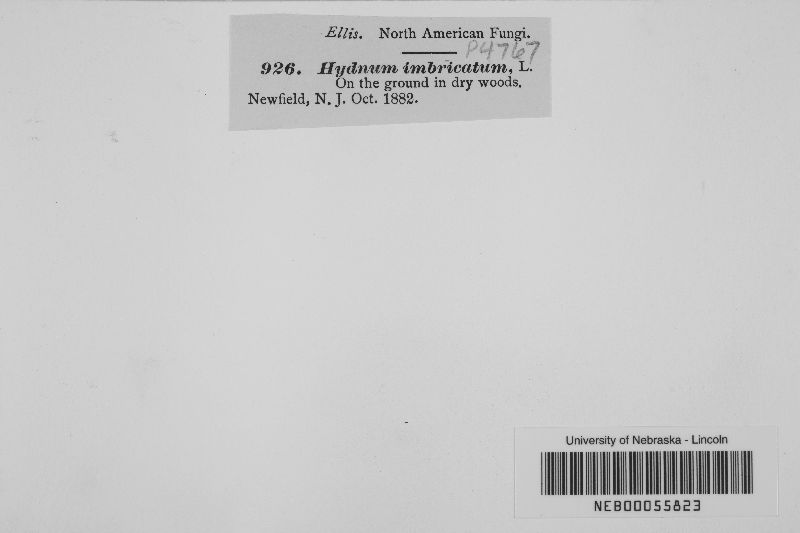 Ellis. North American Fungi.
P4767
926. Hydnum imbricatum, L.
On the ground in dry woods.
Newfield, N. J. Oct. 1882.
University of Nebraska - Lincoln
NEB00055823